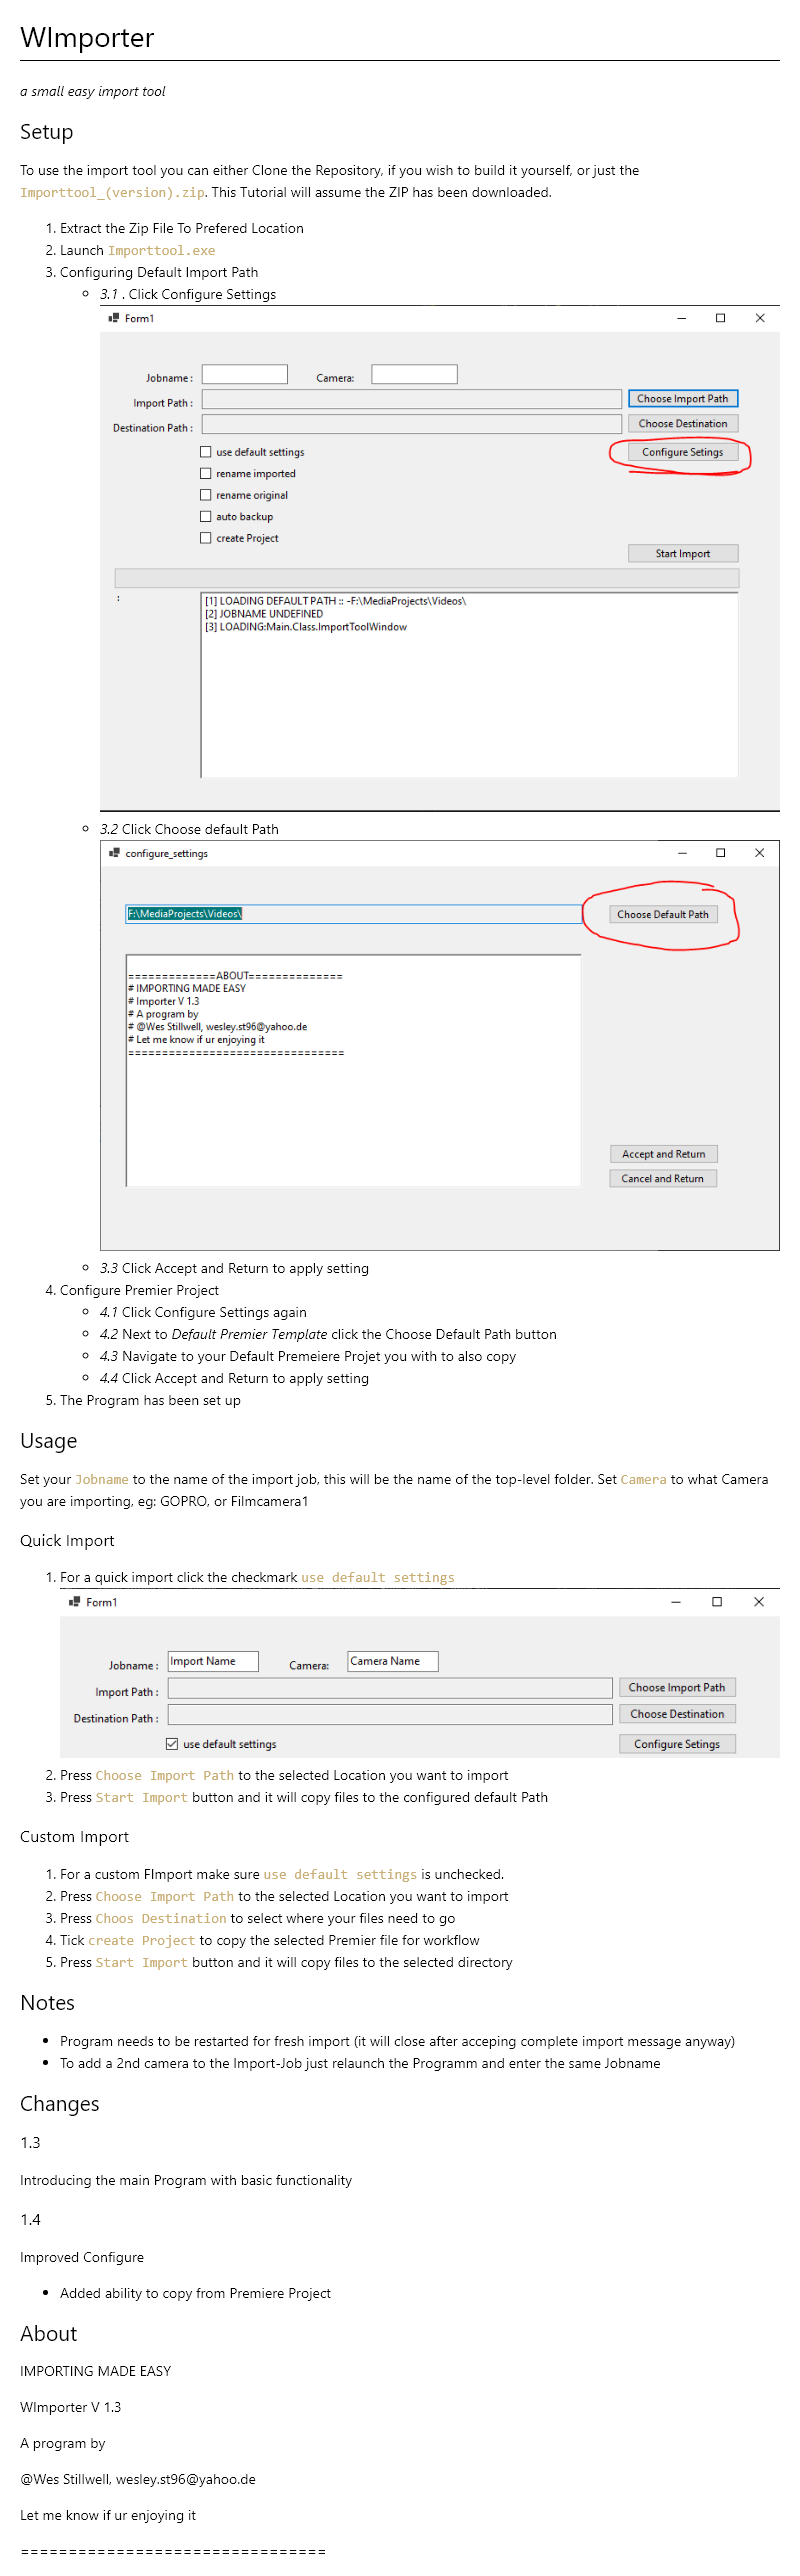 WImporter
a small easy import tool
Setup
To use the import tool you can either Clone the Repository, if you wish to build it yourself, or just the
Importtool_(version).zip. This Tutorial will assume the ZIP has been downloaded.
1. Extract the Zip File To Prefered Location
2. Launch Importtool.exe
3. Configuring Default Import Path
3.1 . Click Configure Settings
Form1
Jobname :
Camera:
Import Path :
Choose Import Path
Destination Path :
Choose Destination
use default settings
Configure Setings
rename imported
rename original
auto backup
create Project
Start Import
:
[1] LOADING DEFAULT PATH :: -F:\MediaProjects\Videos\
[2] JOBNAME UNDEFINED
[3] LOADING:Main.Class.ImportToolWindow
3.2 Click Choose default Path
configure_settings
F:\MediaProjects\Videos\
Choose Default Path
=============ABOUT==============
# IMPORTING MADE EASY
# Importer V 1.3
# A program by
# @Wes Stillwell, wesley.st96@yahoo.de
# Let me know if ur enjoying it
================================
Accept and Return
Cancel and Return
3.3 Click Accept and Return to apply setting
4. Configure Premier Project
4.1 Click Configure Settings again
4.2 Next to Default Premier Template click the Choose Default Path button
4.3 Navigate to your Default Premeiere Projet you with to also copy
4.4 Click Accept and Return to apply setting
5. The Program has been set up
Usage
Set your Jobname to the name of the import job, this will be the name of the top-level folder. Set Camera to what Camera
you are importing, eg: GOPRO, or Filmcamera1
Quick Import
1. For a quick import click the checkmark use default settings
Form1
Jobname :
Import Name
Camera:
Camera Name
Import Path :
Choose Import Path
Destination Path :
Choose Destination
use default settings
Configure Setings
2. Press Choose Import Path to the selected Location you want to import
3. Press Start Import button and it will copy files to the configured default Path
Custom Import
1. For a custom FImport make sure use default settings is unchecked.
2. Press Choose Import Path to the selected Location you want to import
3. Press Choos Destination to select where your files need to go
4. Tick create Project to copy the selected Premier file for workflow
5. Press Start Import button and it will copy files to the selected directory
Notes
Program needs to be restarted for fresh import (it will close after acceping complete import message anyway)
To add a 2nd camera to the Import-Job just relaunch the Programm and enter the same Jobname
Changes
1.3
Introducing the main Program with basic functionality
1.4
Improved Configure
Added ability to copy from Premiere Project
About
IMPORTING MADE EASY
WImporter V 1.3
A program by
@Wes Stillwell, wesley.st96@yahoo.de
Let me know if ur enjoying it
================================